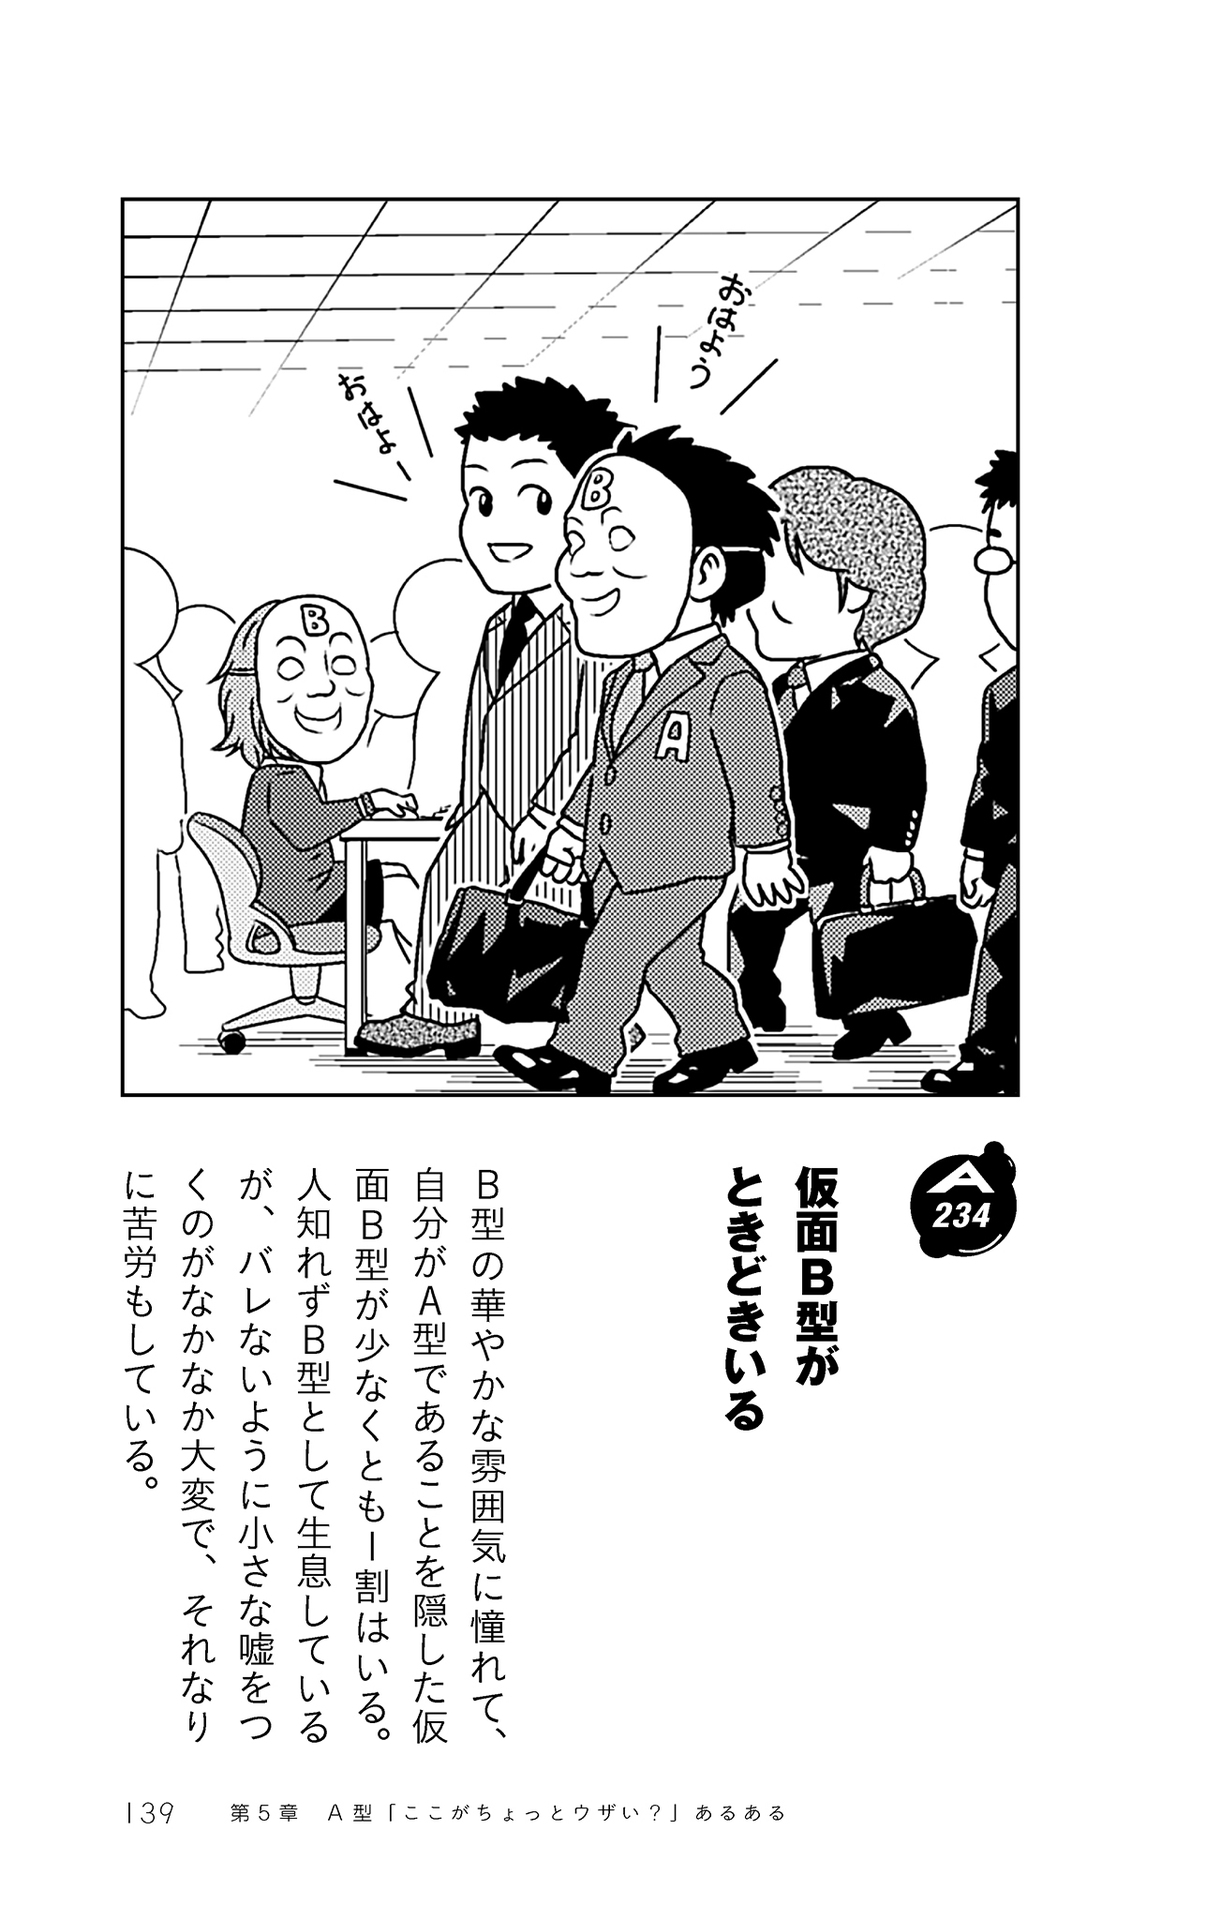 おはよう
おはよー
B
B
A
A
234
仮面B型が
ときどきいる
B型の華やかな雰囲気に憧れて、
自分がA型であることを隠した仮
面B型が少なくとも一割はいる。
人知れずB型として生息している
が、バレないように小さな嘘をつ
くのがなかなか大変で、それなり
に苦労もしている。
139 第5章 A型「ここがちょっとウザい?」あるある